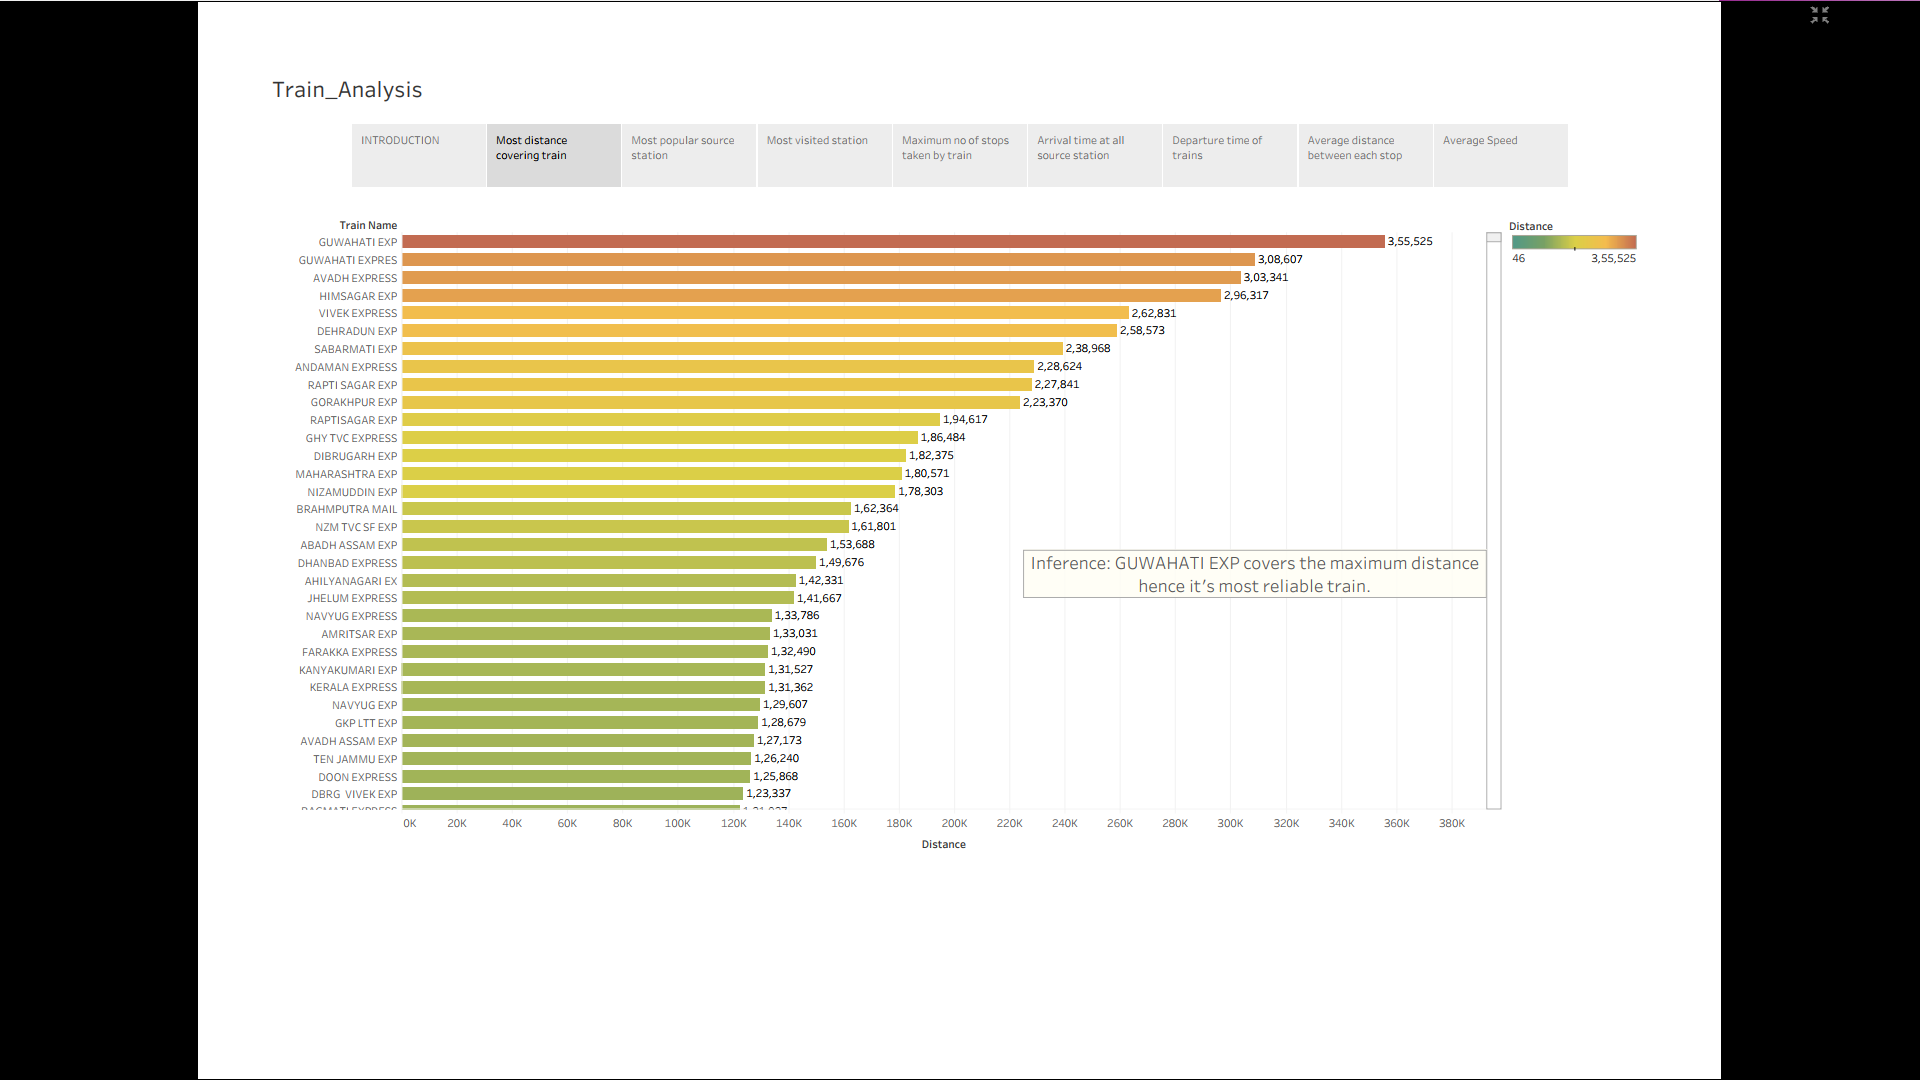 Train_Analysis
INTRODUCTION
Most distance
covering train
Most popular source
station
Most visited station
Maximum no of stops
taken by train
Arrival time at all
source station
Departure time of
trains
Average distance
between each stop
Average Speed
Train Name
GUWAHATI EXP 3,55,525
GUWAHATI EXPRES 3,08,607
AVADH EXPRESS 3,03,341
HIMSAGAR EXP 2,96,317
VIVEK EXPRESS 2,62,831
DEHRADUN EXP 2,58,573
SABARMATI EXP 2,38,968
ANDAMAN EXPRESS 2,28,624
RAPTI SAGAR EXP 2,27,841
GORAKHPUR EXP 2,23,370
RAPTISAGAR EXP 1,94,617
GHY TVC EXPRESS 1,86,484
DIBRUGARH EXP 1,82,375
MAHARASHTRA EXP 1,80,571
NIZAMUDDIN EXP 1,78,303
BRAHMPUTRA MAIL 1,62,364
NZM TVC SF EXP 1,61,801
ABADH ASSAM EXP 1,53,688
DHANBAD EXPRESS 1,49,676
AHILYANAGARI EX 1,42,331
JHELUM EXPRESS 1,41,667
NAVYUG EXPRESS 1,33,786
AMRITSAR EXP 1,33,031
FARAKKA EXPRESS 1,32,490
KANYAKUMARI EXP 1,31,527
KERALA EXPRESS 1,31,362
NAVYUG EXP 1,29,607
GKP LTT EXP 1,28,679
AVADH ASSAM EXP 1,27,173
TEN JAMMU EXP 1,26,240
DOON EXPRESS 1,25,868
DBRG VIVEK EXP 1,23,337
0K 20K 40K 60K 80K 100K 120K 140K 160K 180K 200K 220K 240K 260K 280K 300K 320K 340K 360K 380K
Distance
Inference: GUWAHATI EXP covers the maximum distance
hence it's most reliable train.
Distance
46 3,55,525